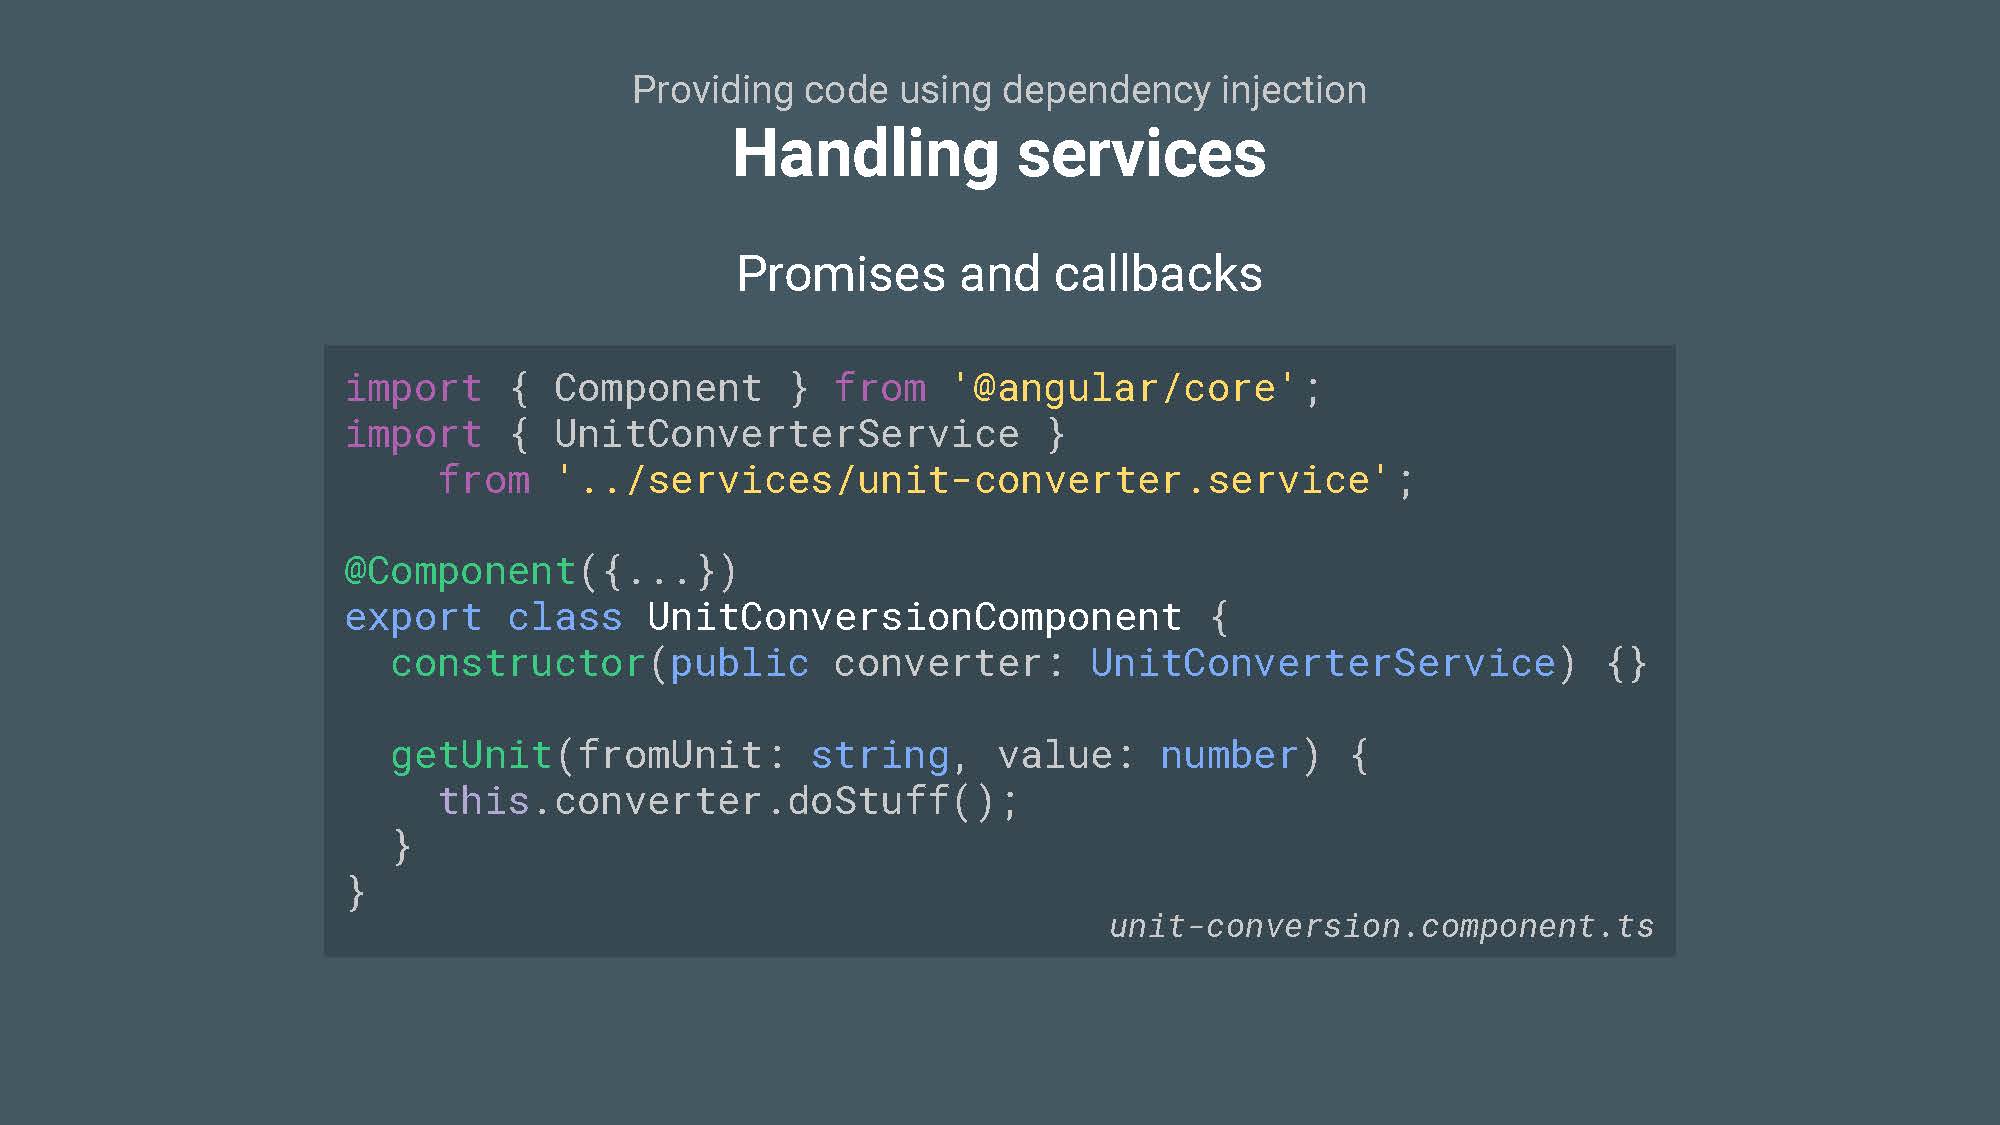 Providing code using dependency injection
Handling services
Promises and callbacks
import { Component } from '@angular/core';
import { UnitConverterService }
    from '../services/unit-converter.service';
@Component({...})
export class UnitConversionComponent {
  constructor(public converter: UnitConverterService) {}
  getUnit(fromUnit: string, value: number) {
    this.converter.doStuff();
  }
}
unit-conversion.component.ts